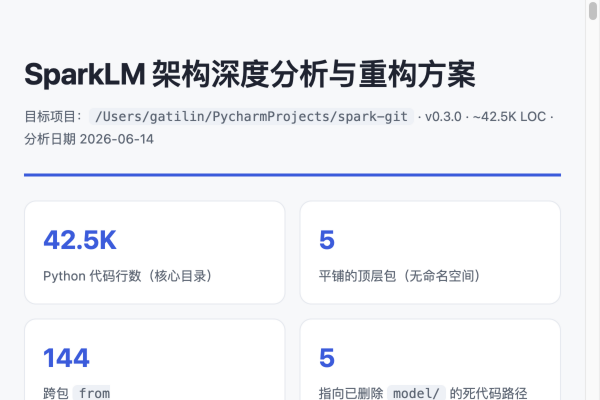 SparkLM 架构深度分析与重构方案
目标项目： /Users/gatilin/PycharmProjects/spark-git · v0.3.0 · ~42.5K LOC ·
分析日期 2026-06-14
42.5K
Python 代码行数（核心目录）
5
平铺的顶层包（无命名空间）
144
跨包 from
5
指向已删除 model/ 的死代码路径